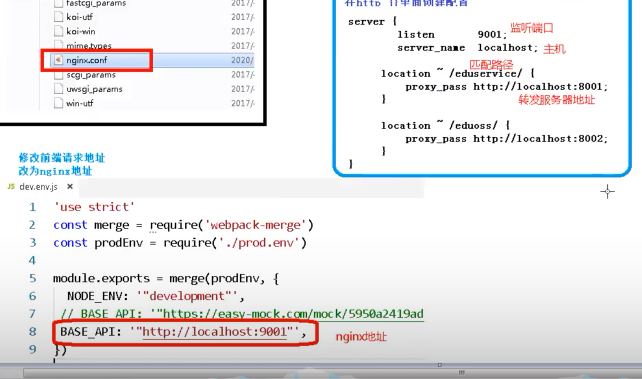 fastcgi_params 2017/
koi-utf 2017/
koi-win 2017/
mime.types 2017/
nginx.conf 2020/
scgi_params 2017/
uwsgi_params 2017/
win-utf 2017/
在http 里面创建配置
server {
listen 9001; 监听端口
server_name localhost; 主机
匹配路径
location ~ /eduservice/ {
proxy_pass http://localhost:8001;
} 转发服务器地址
location ~ /eduoss/ {
proxy_pass http://localhost:8002;
}
}
修改前端请求地址
改为nginx地址
JS dev.env.js ×
1 'use strict'
2 const merge = require('webpack-merge')
3 const prodEnv = require('./prod.env')
4
5 module.exports = merge(prodEnv, {
6 NODE_ENV: '"development"',
7 // BASE_API: '"https://easy-mock.com/mock/5950a2419ad
8 BASE_API: '"http://localhost:9001"', nginx地址
9 })